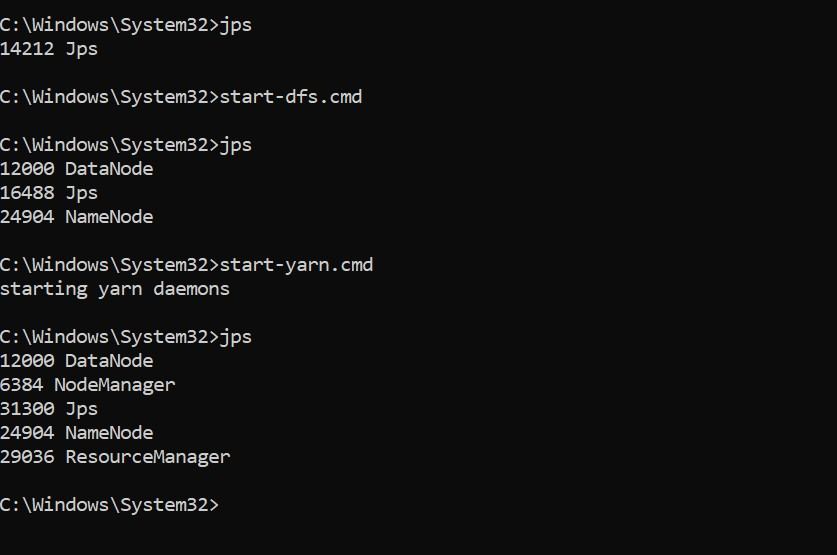 C:\Windows\System32>jps
14212 Jps
C:\Windows\System32>start-dfs.cmd
C:\Windows\System32>jps
12000 DataNode
16488 Jps
24904 NameNode
C:\Windows\System32>start-yarn.cmd
starting yarn daemons
C:\Windows\System32>jps
12000 DataNode
6384 NodeManager
31300 Jps
24904 NameNode
29036 ResourceManager
C:\Windows\System32>